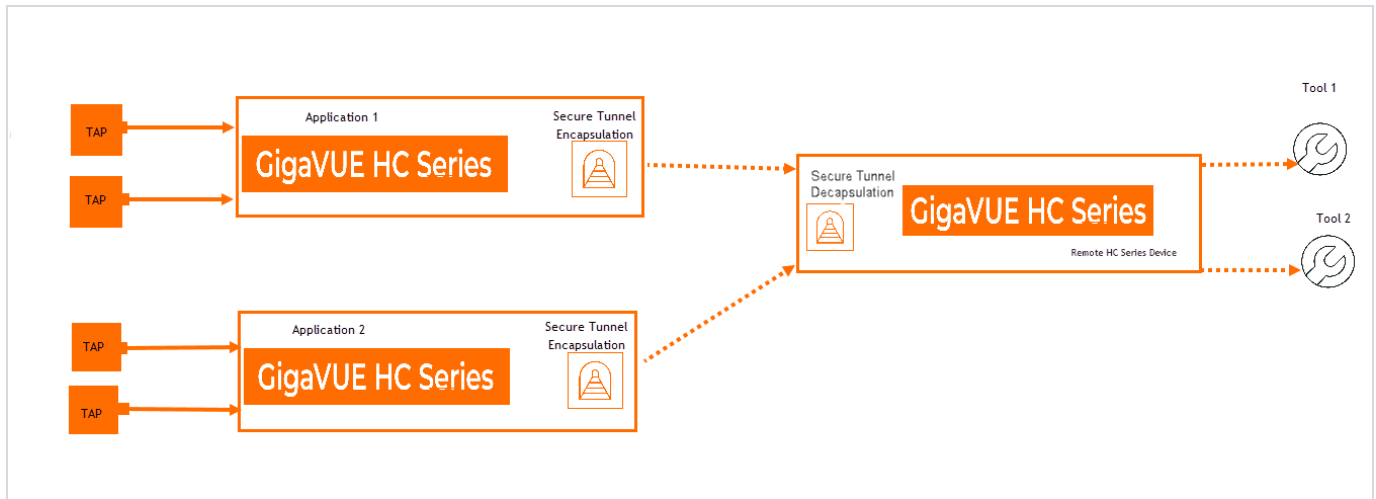 Tool 1
TAP
Application 1
Secure Tunnel
Encapsulation
GigaVUE HC Series
TAP
Secure Tunnel
Decapsulation
GigaVUE HC Series
Remote HC Series Device
Tool 2
TAP
Application 2
Secure Tunnel
Encapsulation
GigaVUE HC Series
TAP